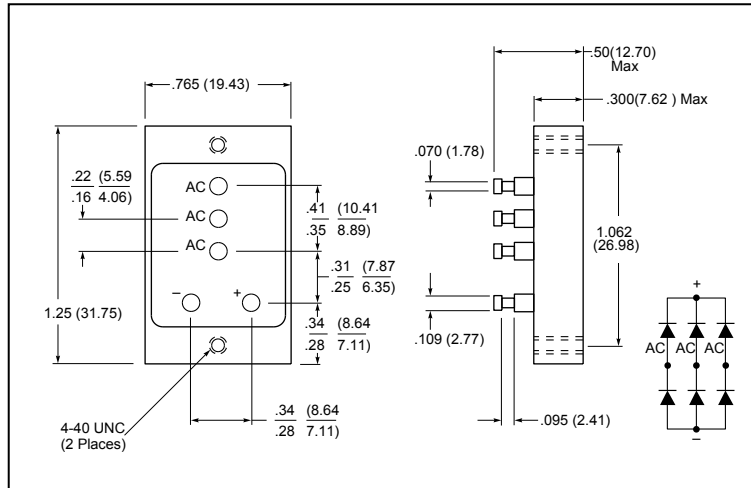 .765 (19.43)
.50(12.70)
Max
.300(7.62 ) Max
.070 (1.78)
.22 (5.59
.16 4.06)
AC
AC
AC
.41 (10.41
.35 8.89)
.31 (7.87
.25 6.35)
1.062
(26.98)
1.25 (31.75)
–
+
.34 (8.64
.28 7.11)
.109 (2.77)
4-40 UNC
(2 Places)
.34 (8.64
.28 7.11)
.095 (2.41)
+
AC AC AC
–